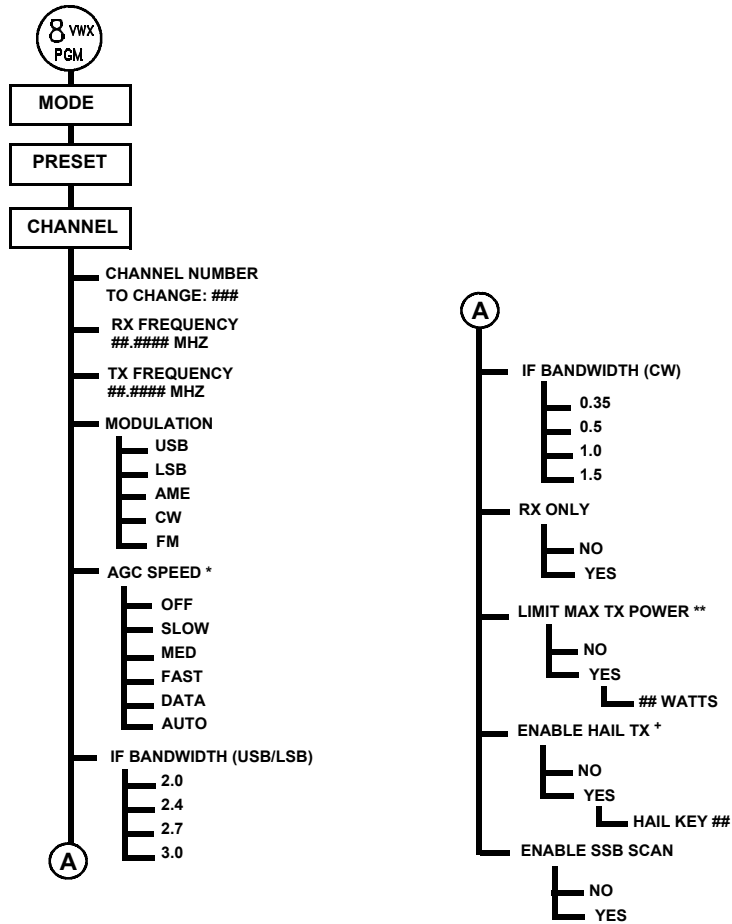 8 VWX
PGM
MODE
PRESET
CHANNEL
CHANNEL NUMBER
TO CHANGE: ###
RX FREQUENCY
##.#### MHZ
TX FREQUENCY
##.#### MHZ
MODULATION
USB
LSB
AME
CW
FM
AGC SPEED *
OFF
SLOW
MED
FAST
DATA
AUTO
IF BANDWIDTH (USB/LSB)
2.0
2.4
2.7
3.0
A
A
IF BANDWIDTH (CW)
0.35
0.5
1.0
1.5
RX ONLY
NO
YES
LIMIT MAX TX POWER **
NO
YES
## WATTS
ENABLE HAIL TX +
NO
YES
HAIL KEY ##
ENABLE SSB SCAN
NO
YES